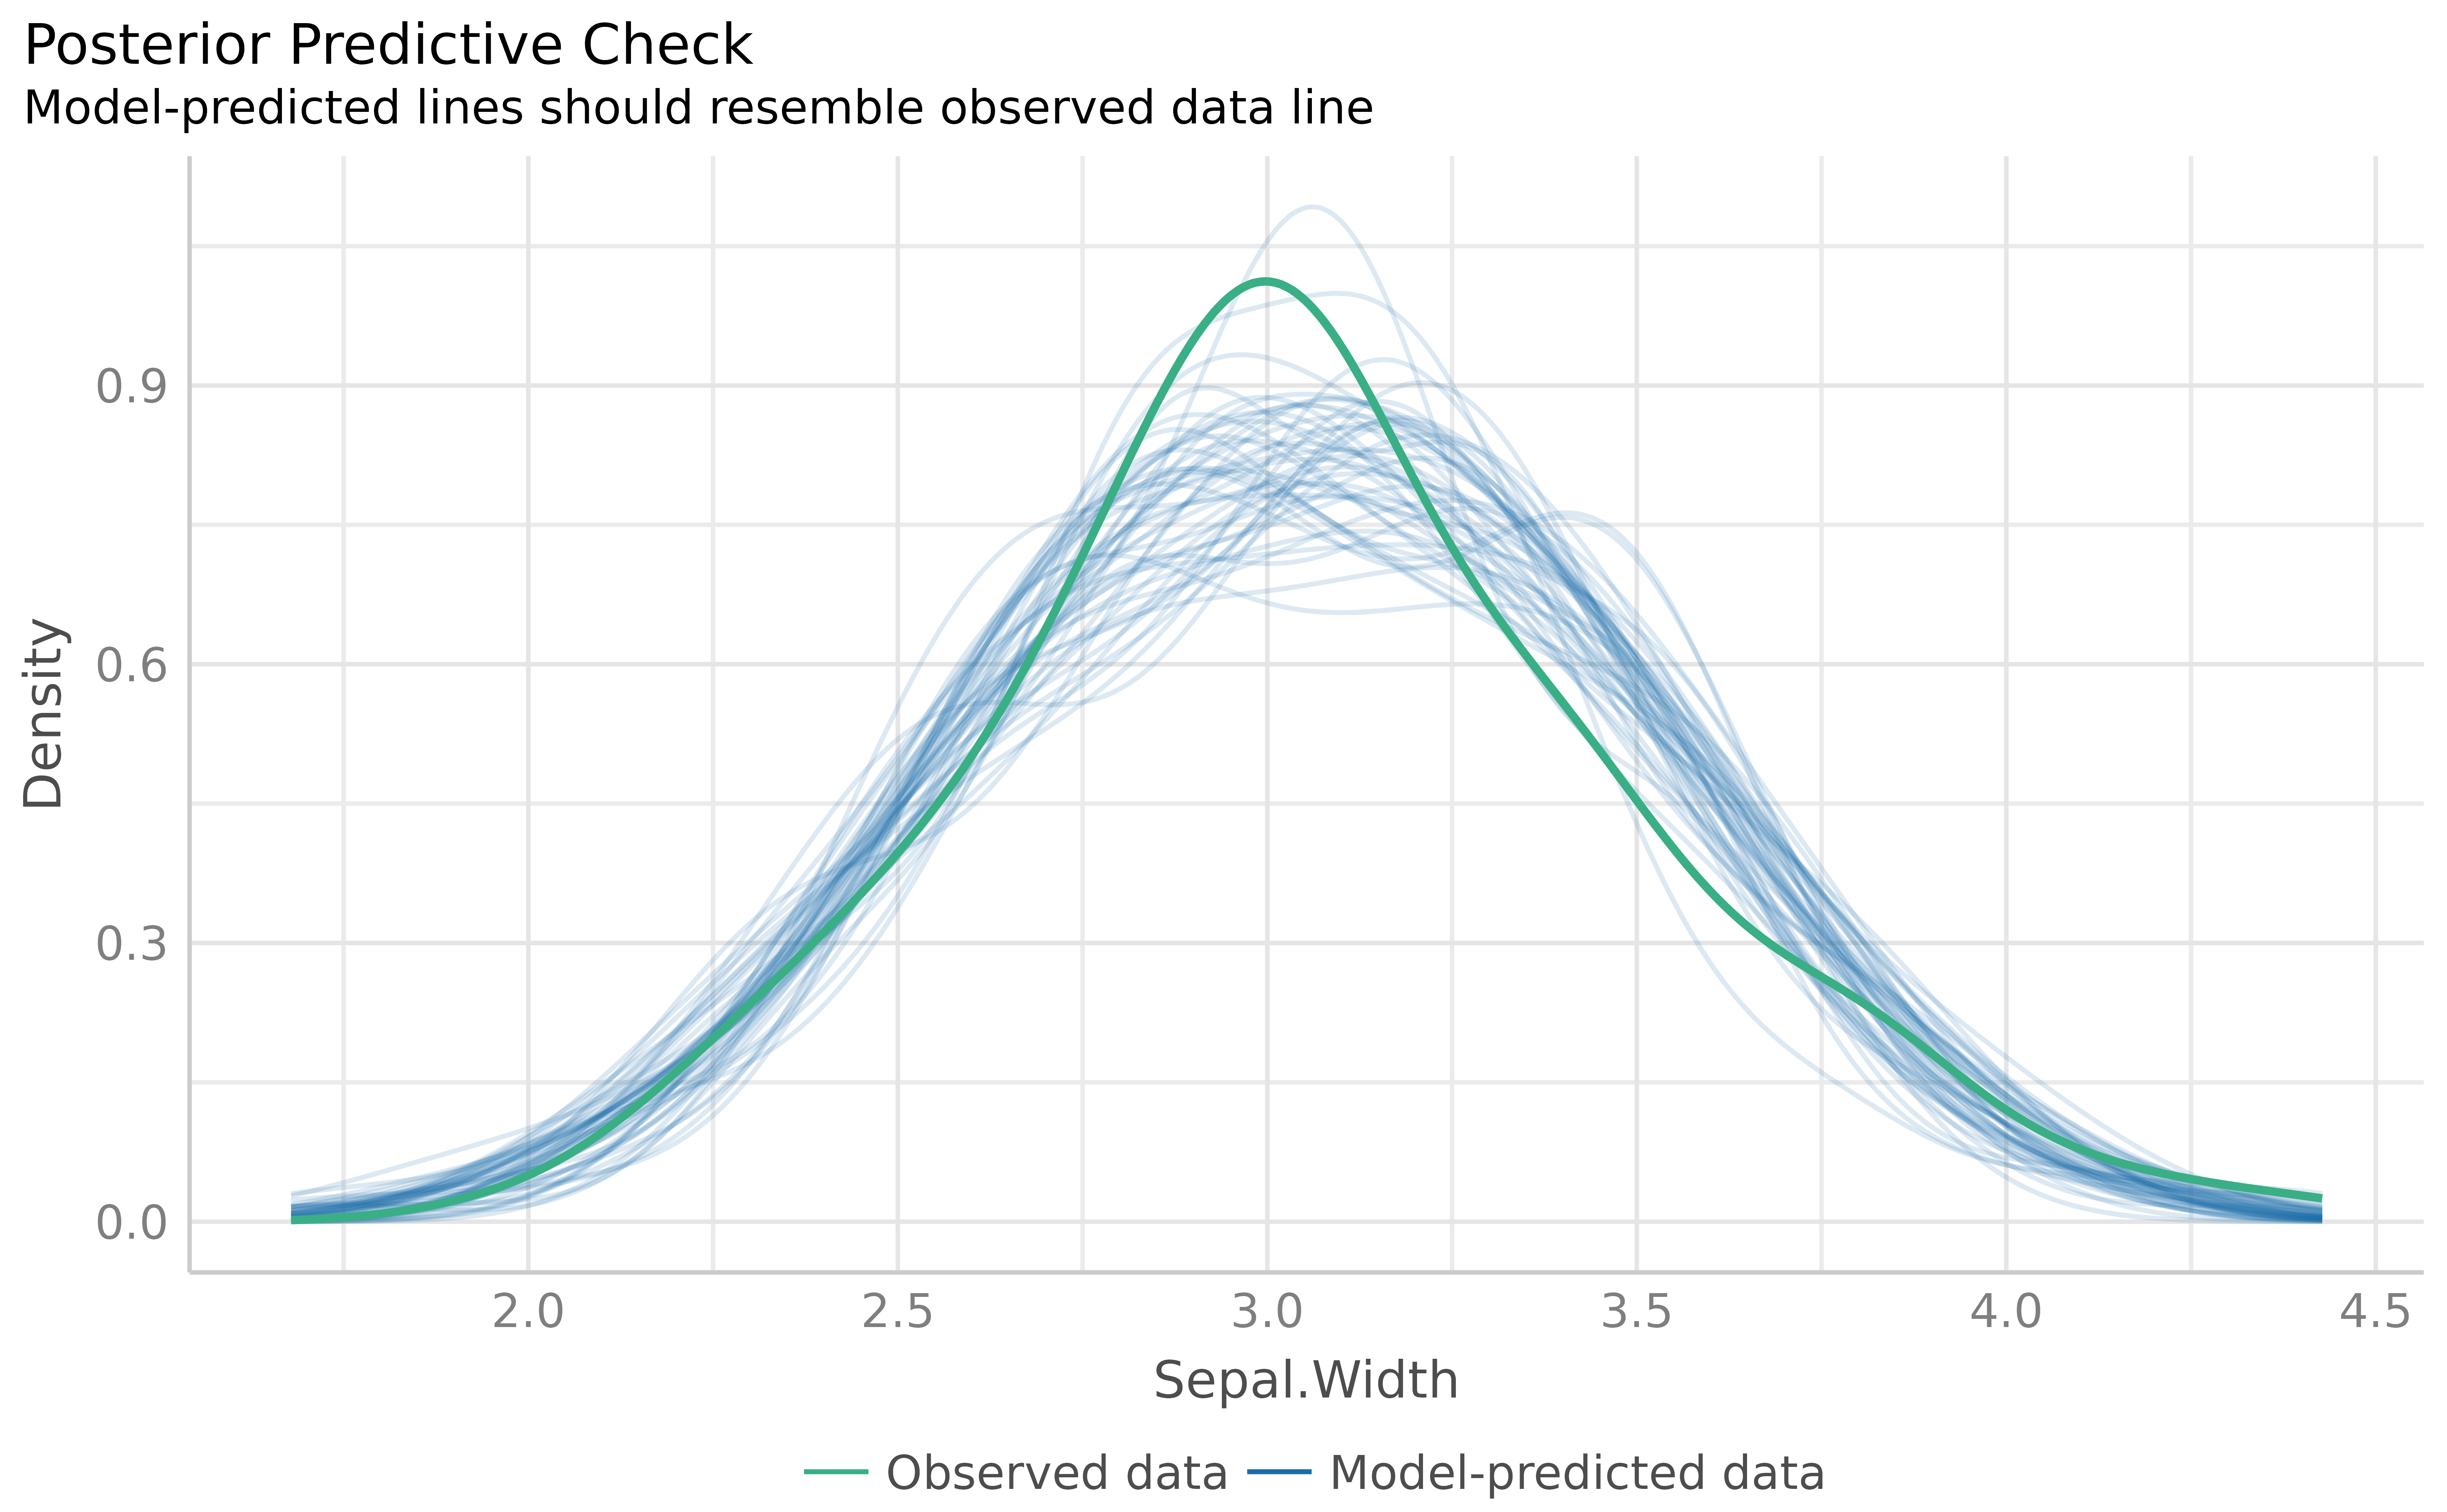 Posterior Predictive Check
Model-predicted lines should resemble observed data line
Density
0.9
0.6
0.3
0.0
2.0 2.5 3.0 3.5 4.0 4.5
Sepal.Width
Observed data Model-predicted data